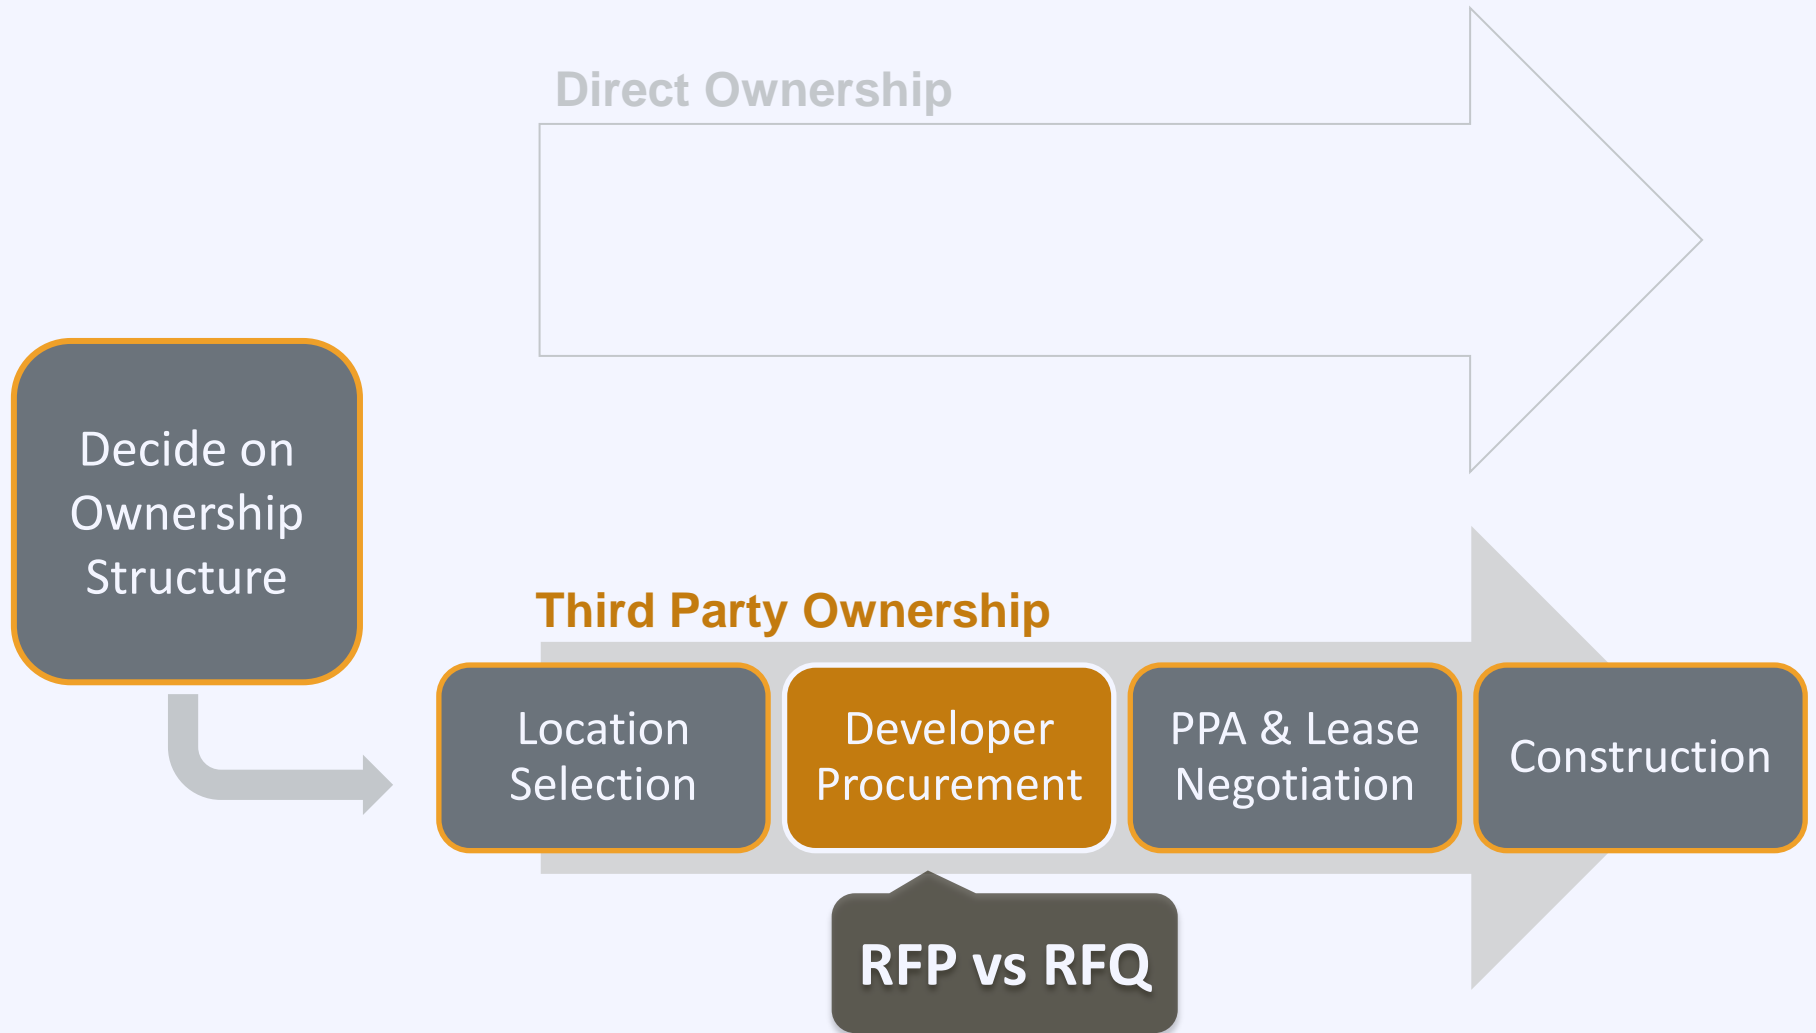 Direct Ownership
Decide on
Ownership
Structure
Third Party Ownership
Location
Selection
Developer
Procurement
PPA & Lease
Negotiation
Construction
RFP vs RFQ